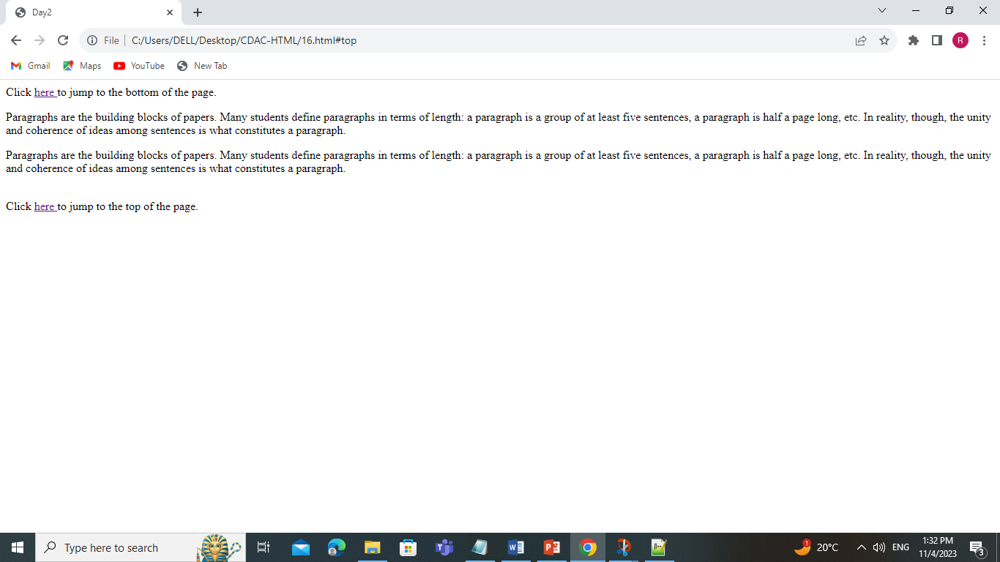 Day2
File C:/Users/DELL/Desktop/CDAC-HTML/16.html#top
R
Gmail Maps YouTube New Tab
Click here to jump to the bottom of the page.
Paragraphs are the building blocks of papers. Many students define paragraphs in terms of length: a paragraph is a group of at least five sentences, a paragraph is half a page long, etc. In reality, though, the unity
and coherence of ideas among sentences is what constitutes a paragraph.
Paragraphs are the building blocks of papers. Many students define paragraphs in terms of length: a paragraph is a group of at least five sentences, a paragraph is half a page long, etc. In reality, though, the unity
and coherence of ideas among sentences is what constitutes a paragraph.
Click here to jump to the top of the page.
Type here to search
1
20°C
ENG
1:32 PM
11/4/2023
3